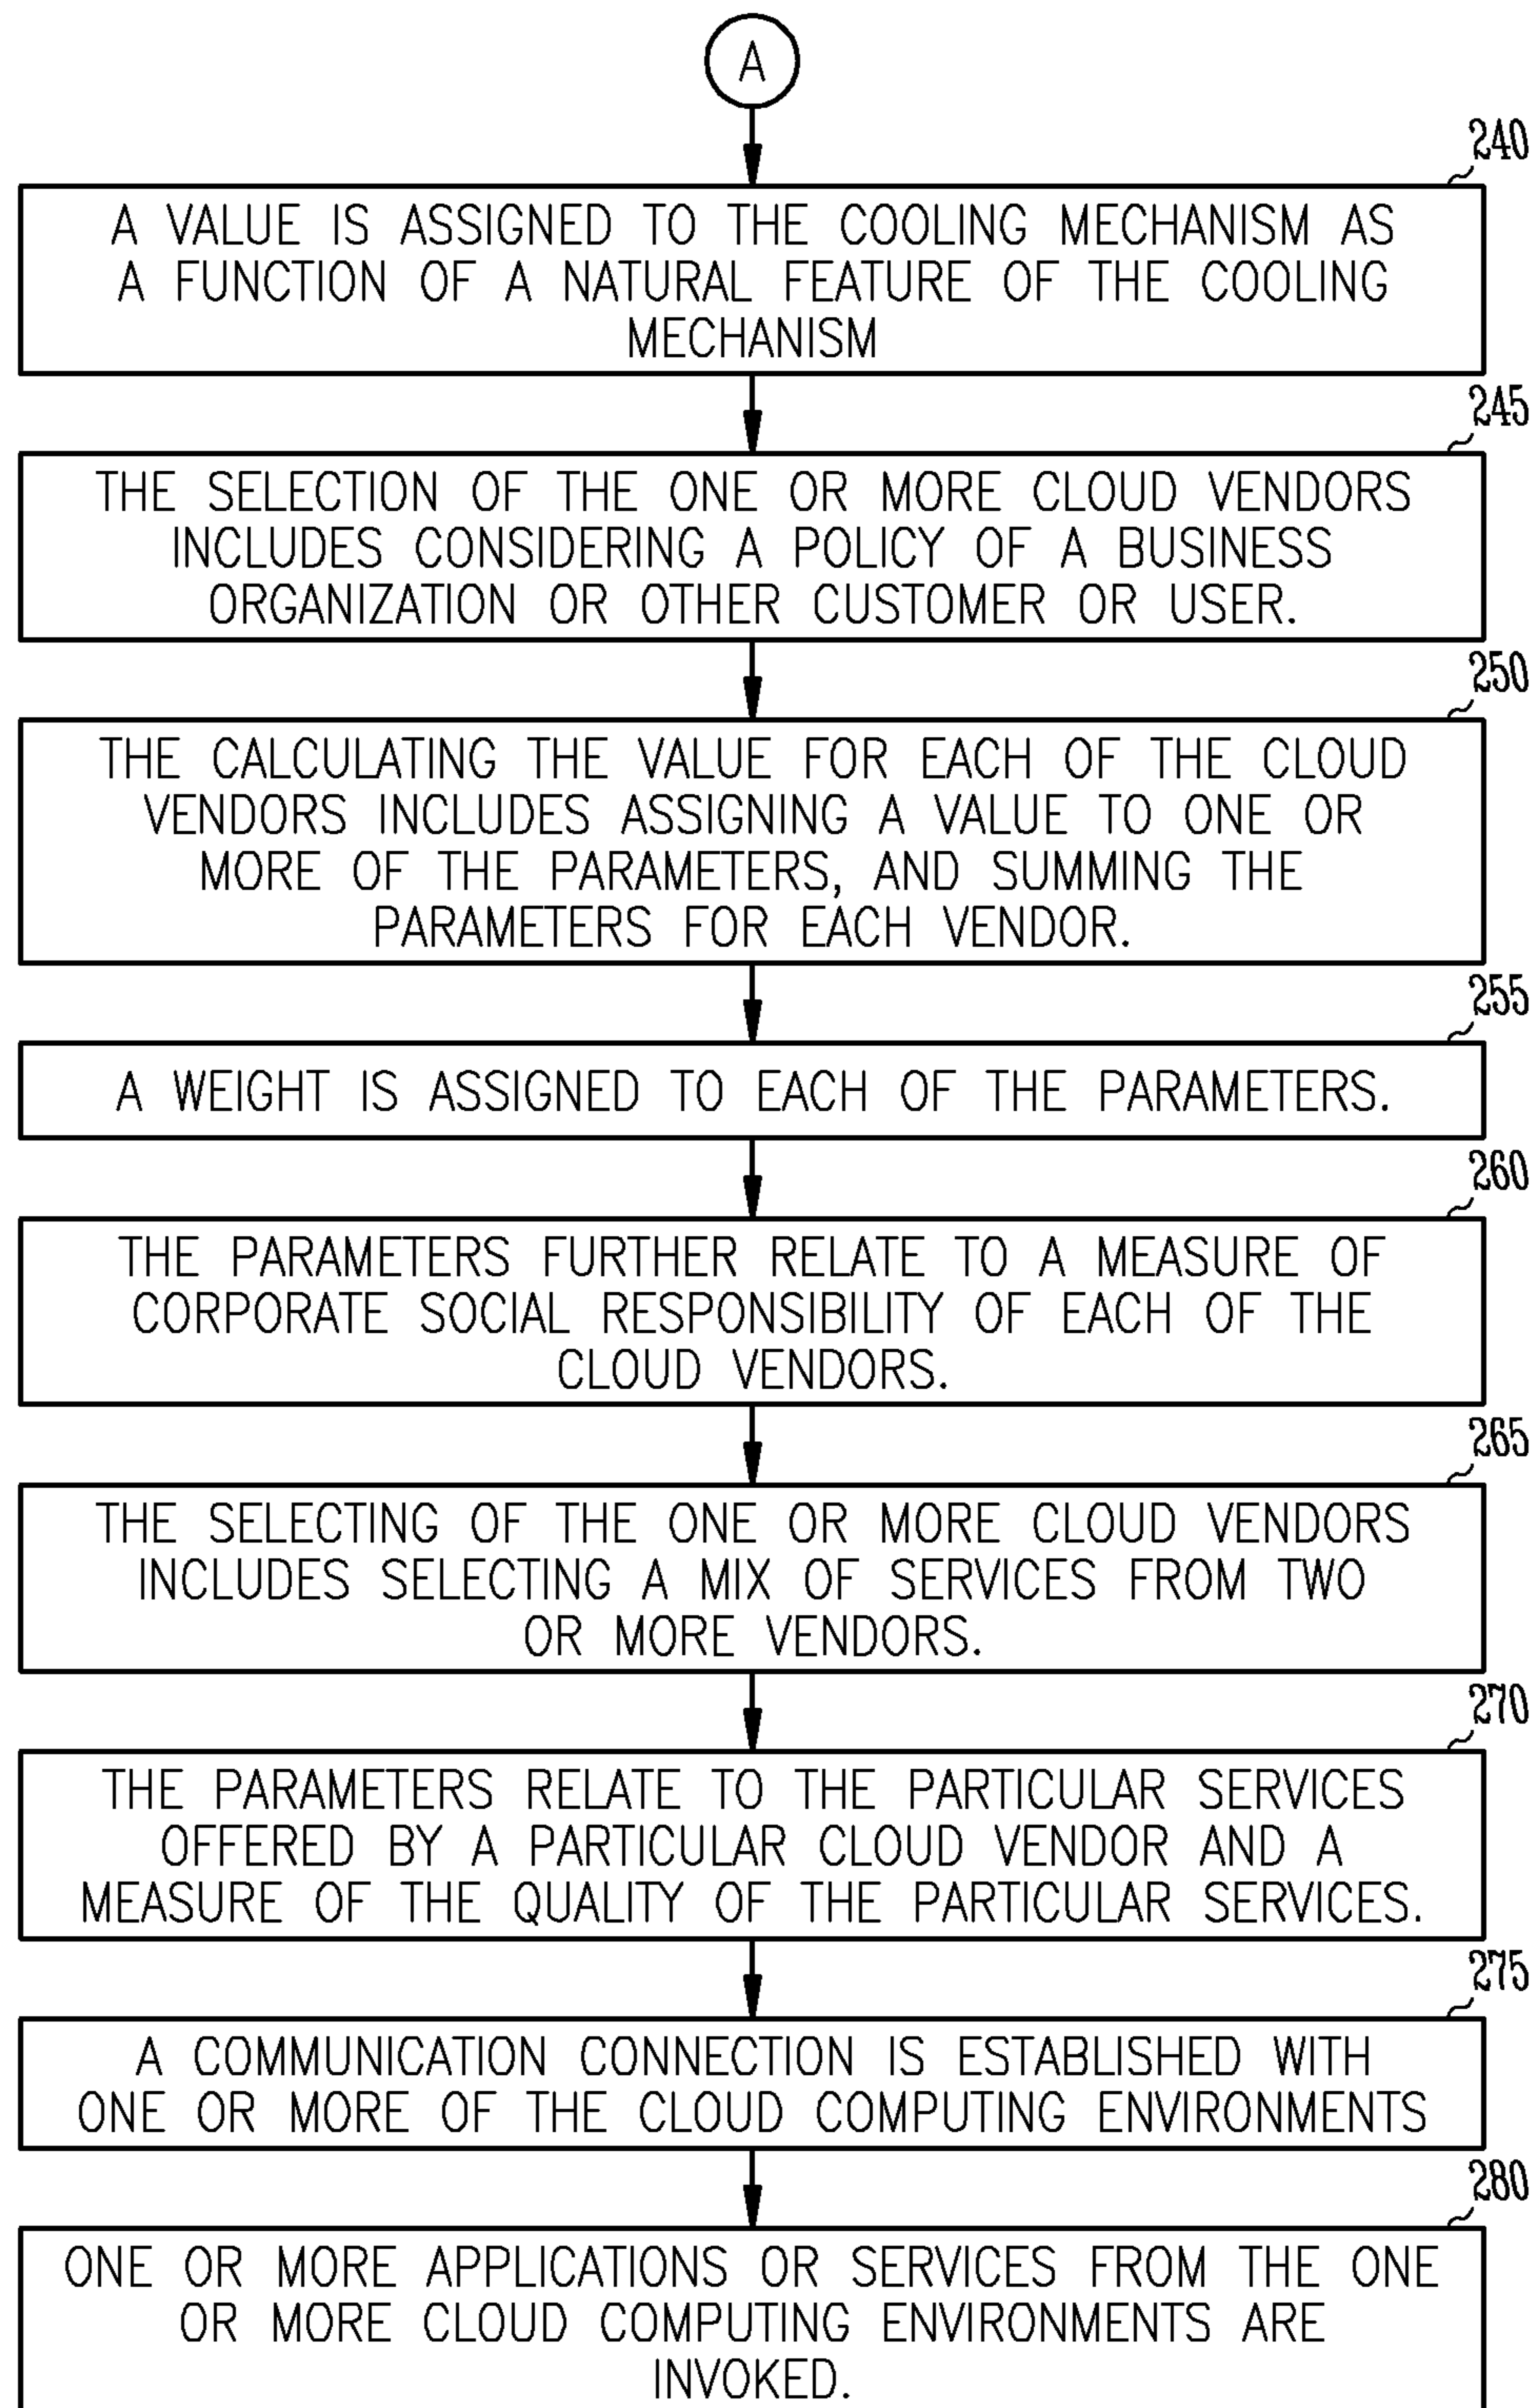 A
240
A VALUE IS ASSIGNED TO THE COOLING MECHANISM AS
A FUNCTION OF A NATURAL FEATURE OF THE COOLING
MECHANISM
245
THE SELECTION OF THE ONE OR MORE CLOUD VENDORS
INCLUDES CONSIDERING A POLICY OF A BUSINESS
ORGANIZATION OR OTHER CUSTOMER OR USER.
250
THE CALCULATING THE VALUE FOR EACH OF THE CLOUD
VENDORS INCLUDES ASSIGNING A VALUE TO ONE OR
MORE OF THE PARAMETERS, AND SUMMING THE
PARAMETERS FOR EACH VENDOR.
255
A WEIGHT IS ASSIGNED TO EACH OF THE PARAMETERS.
260
THE PARAMETERS FURTHER RELATE TO A MEASURE OF
CORPORATE SOCIAL RESPONSIBILITY OF EACH OF THE
CLOUD VENDORS.
265
THE SELECTING OF THE ONE OR MORE CLOUD VENDORS
INCLUDES SELECTING A MIX OF SERVICES FROM TWO
OR MORE VENDORS.
270
THE PARAMETERS RELATE TO THE PARTICULAR SERVICES
OFFERED BY A PARTICULAR CLOUD VENDOR AND A
MEASURE OF THE QUALITY OF THE PARTICULAR SERVICES.
275
A COMMUNICATION CONNECTION IS ESTABLISHED WITH
ONE OR MORE OF THE CLOUD COMPUTING ENVIRONMENTS
280
ONE OR MORE APPLICATIONS OR SERVICES FROM THE ONE
OR MORE CLOUD COMPUTING ENVIRONMENTS ARE
INVOKED.